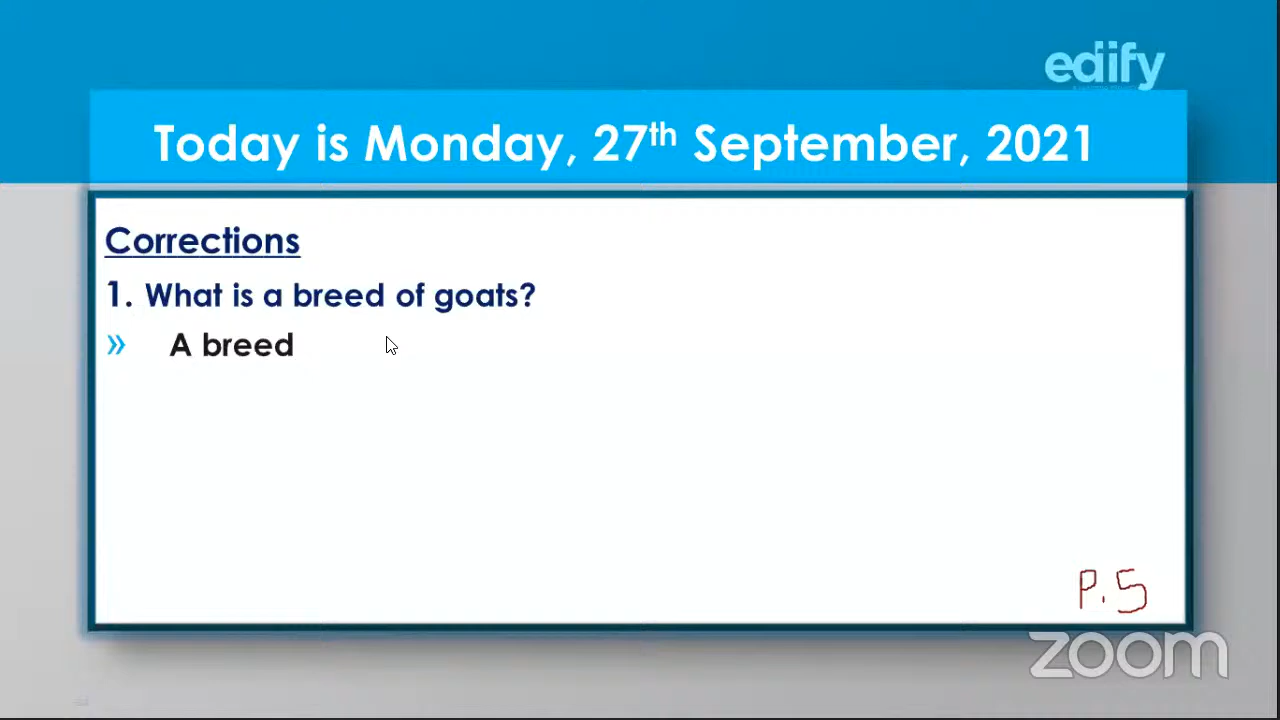 edify
Today is Monday, 27th September, 2021
Corrections
1. What is a breed of goats?
» A breed
P.5
zoom